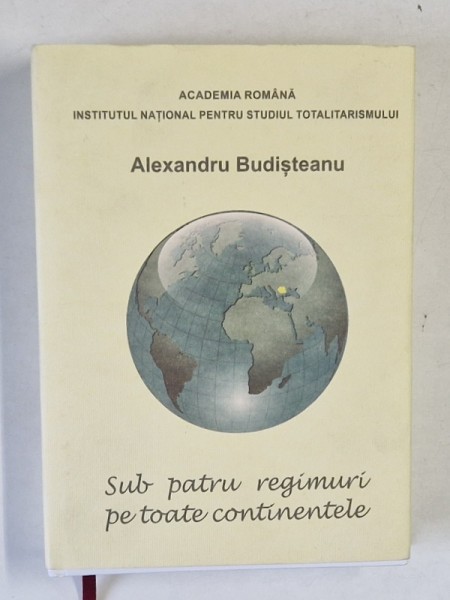 ACADEMIA ROMÂNĂ
INSTITUTUL NAȚIONAL PENTRU STUDIUL TOTALITARISMULUI
Alexandru Budișteanu
Sub patru regimuri
pe toate continentele